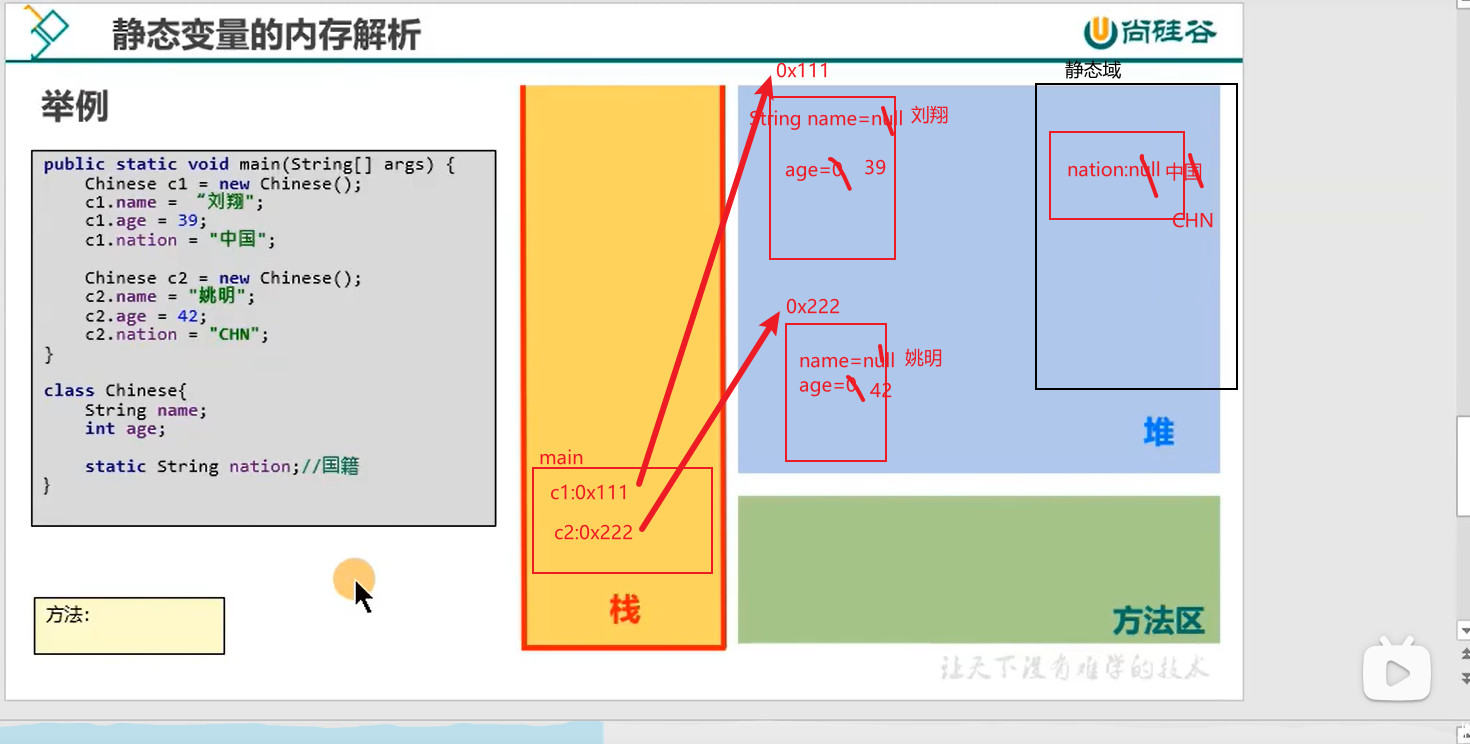 静态变量的内存解析
尚硅谷
举例
public static void main(String[] args) {
Chinese c1 = new Chinese();
c1.name = “刘翔";
c1.age = 39;
c1.nation = "中国";
Chinese c2 = new Chinese();
c2.name = "姚明";
c2.age = 42;
c2.nation = "CHN";
}
class Chinese{
String name;
int age;
static String nation;//国籍
}
方法:
main
c1:0x111
c2:0x222
栈
0x111
String name=null 刘翔
age=0 39
0x222
name=null 姚明
age=0 42
静态域
nation:null 中国
CHN
堆
方法区
让天下没有难学的技术